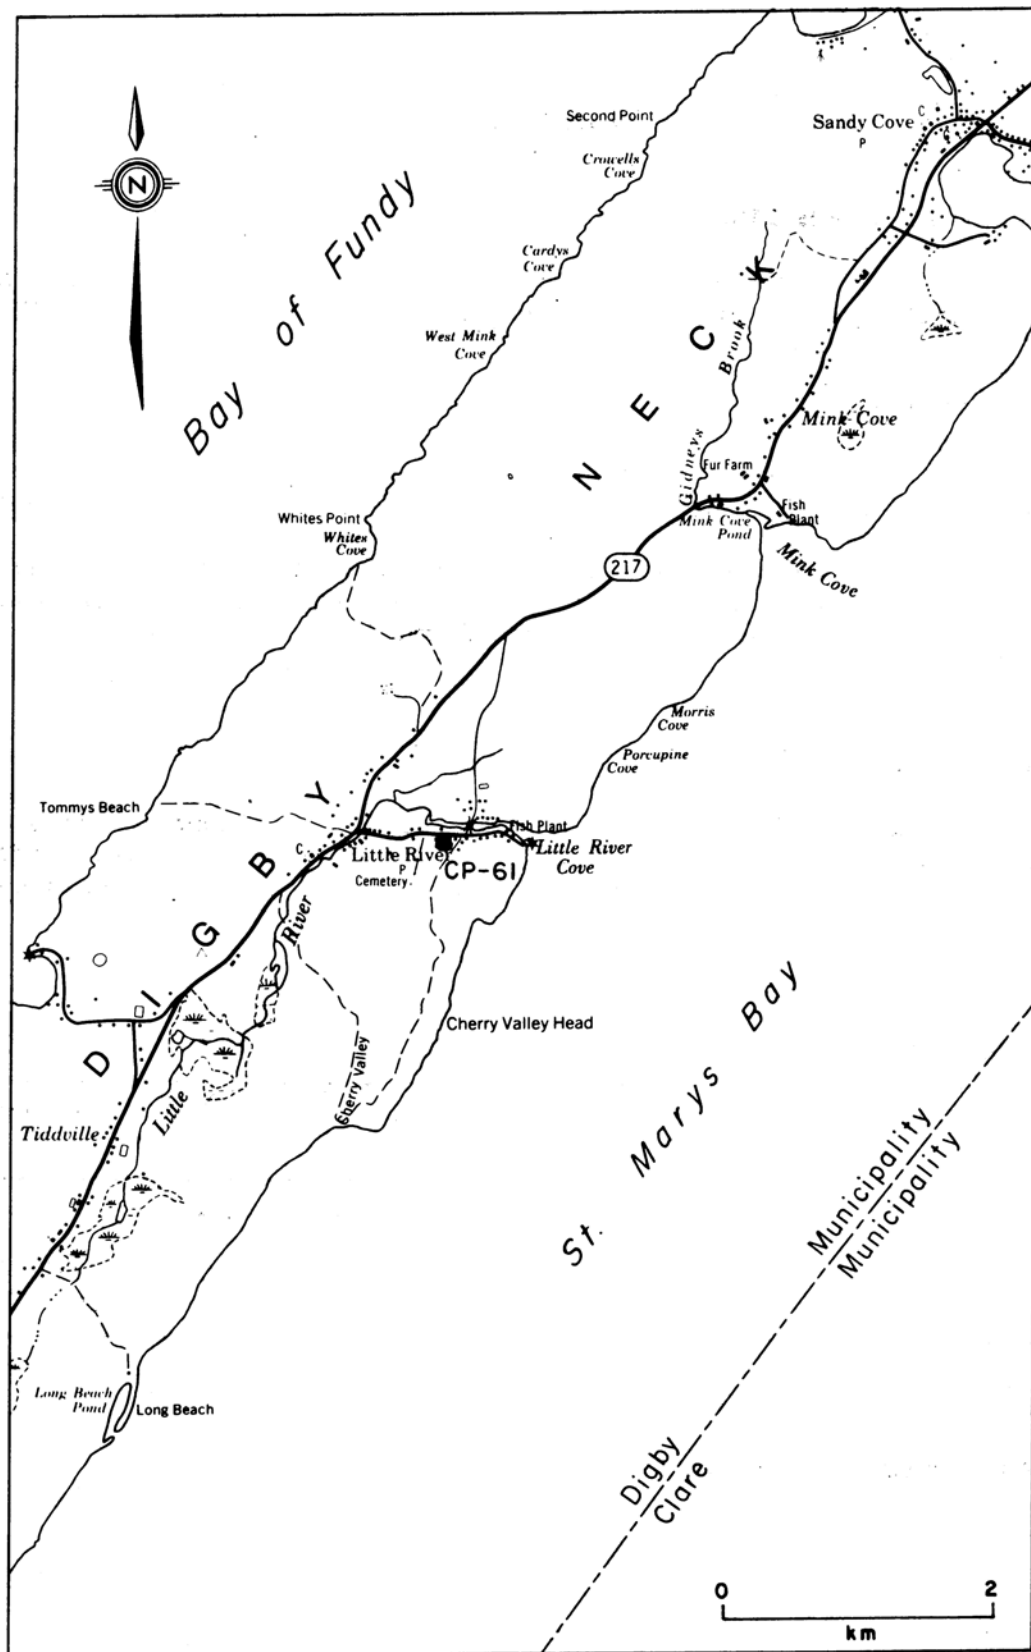 Second Point
Sandy Cove
C
P
Crowells
Cove
N
Bay of Fundy
Cardys
Cove
West Mink
Cove
DIGBY NECK
Gidneys Brook
Mink Cove
Fur Farm
Fish
Plant
Whites Point
Whites
Cove
Mink Cove
Pond
Mink Cove
217
Morris
Cove
Porcupine
Cove
Tommys Beach
Fish Plant
C
Little River
P
Cemetery
CP-61
Little River
Cove
Little River
Cherry Valley Head
Cherry Valley
St. Marys Bay
Tiddville
Municipality
Municipality
Long Beach
Pond
Long Beach
Digby
Clare
0 2
km